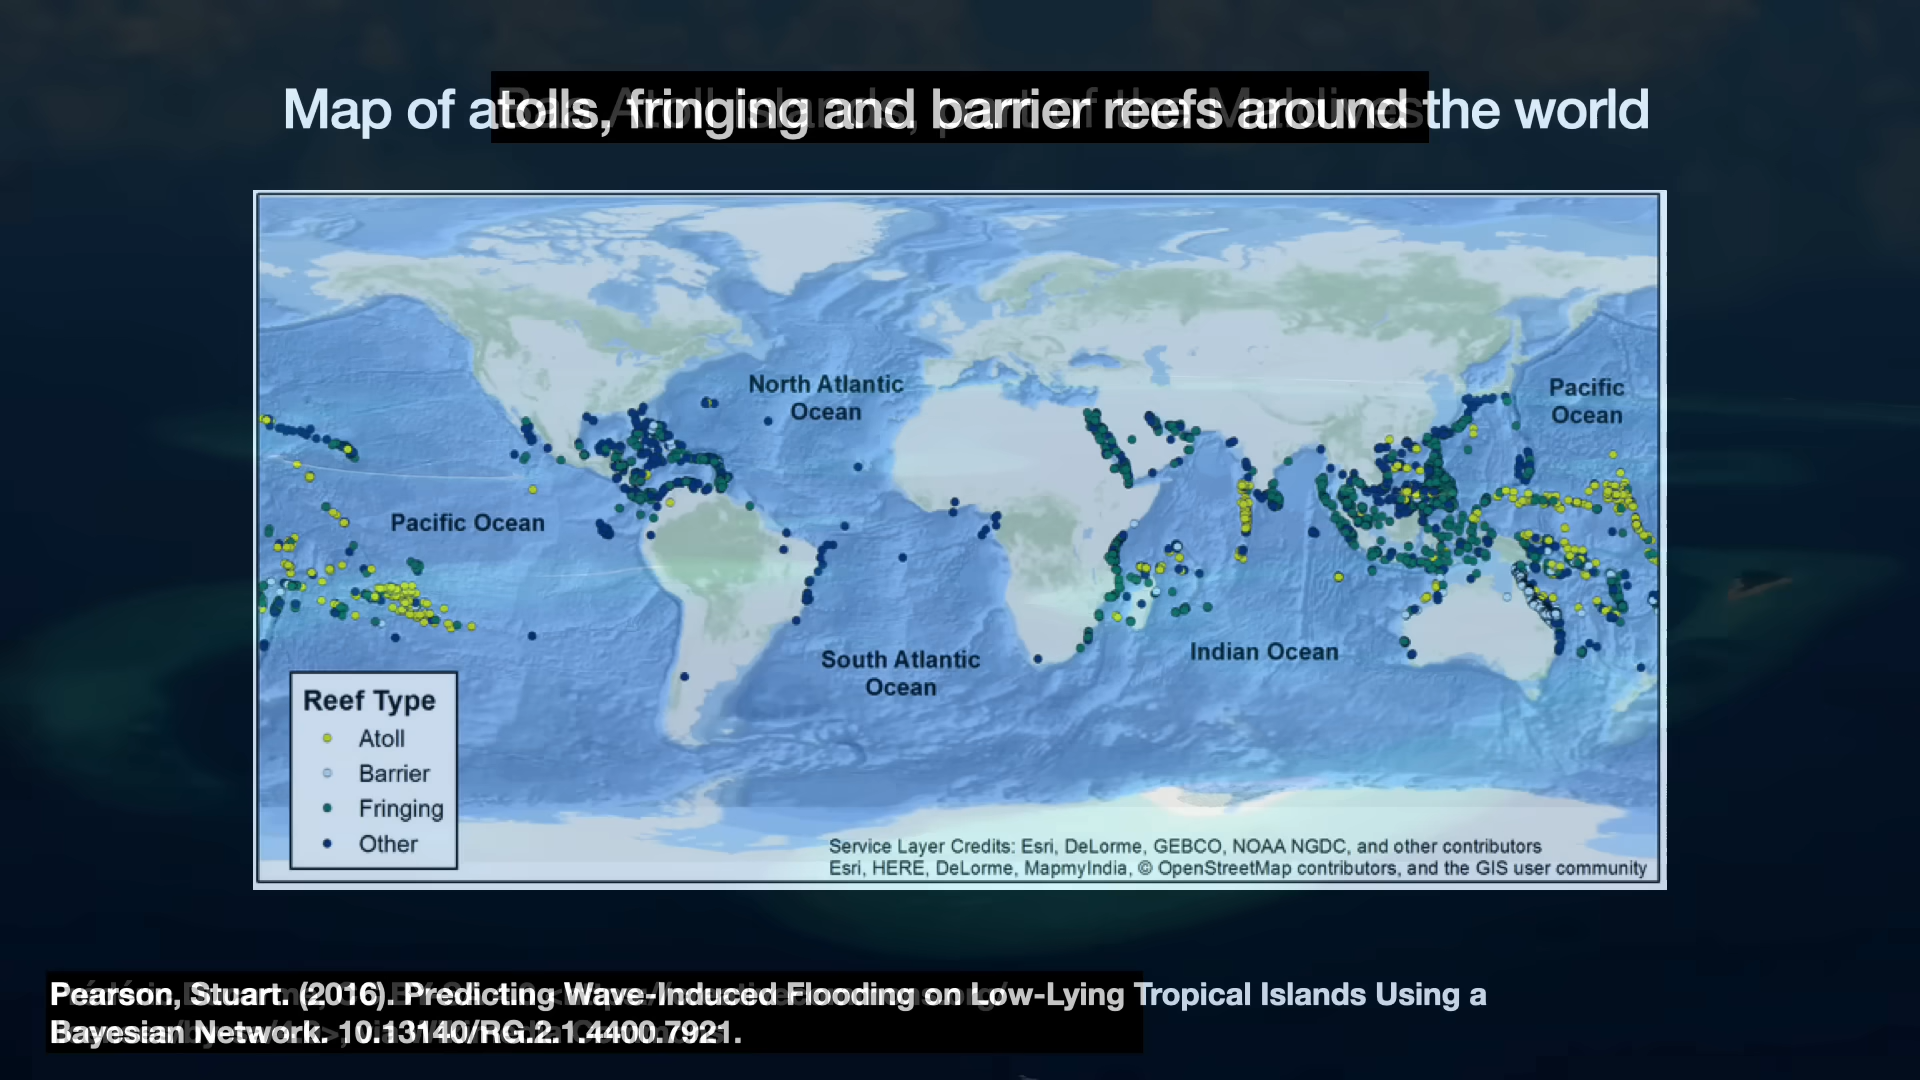 Map of atolls, fringing and barrier reefs around the world
North Atlantic
Ocean
Pacific
Ocean
Pacific Ocean
South Atlantic
Ocean
Indian Ocean
Reef Type
Atoll
Barrier
Fringing
Other
Service Layer Credits: Esri, DeLorme, GEBCO, NOAA NGDC, and other contributors
Esri, HERE, DeLorme, MapmyIndia, © OpenStreetMap contributors, and the GIS user community
Pearson, Stuart. (2016). Predicting Wave-Induced Flooding on Low-Lying Tropical Islands Using a
Bayesian Network. 10.13140/RG.2.1.4400.7921.